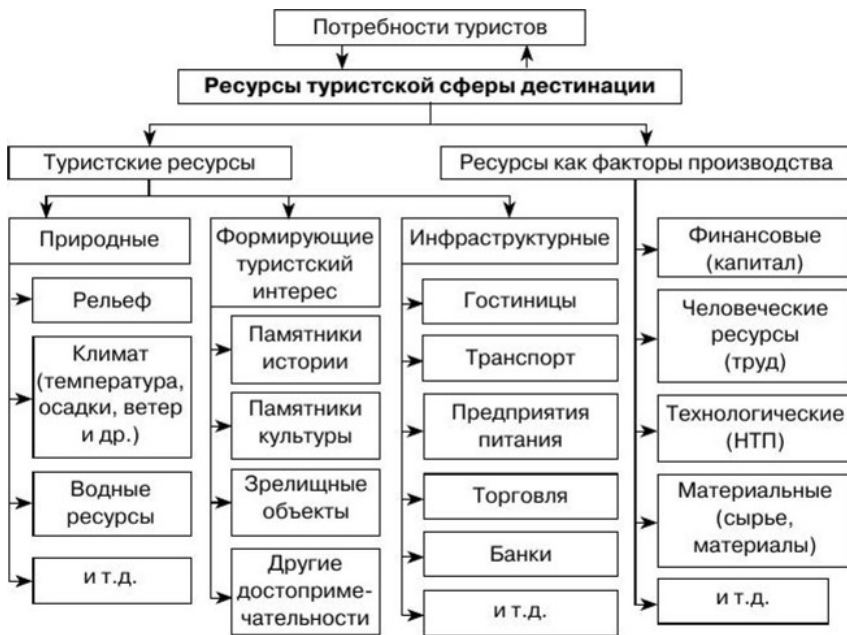 Потребности туристов
Ресурсы туристской сферы дестинации
Туристские ресурсы
Ресурсы как факторы производства
Природные
Рельеф
Климат
(температура,
осадки, ветер
и др.)
Водные
ресурсы
и т.д.
Формирующие
туристский
интерес
Памятники
истории
Памятники
культуры
Зрелищные
объекты
Другие
достоприме-
чательности
Инфраструктурные
Гостиницы
Транспорт
Предприятия
питания
Торговля
Банки
и т.д.
Финансовые
(капитал)
Человеческие
ресурсы
(труд)
Технологические
(НТП)
Материальные
(сырье,
материалы)
и т.д.